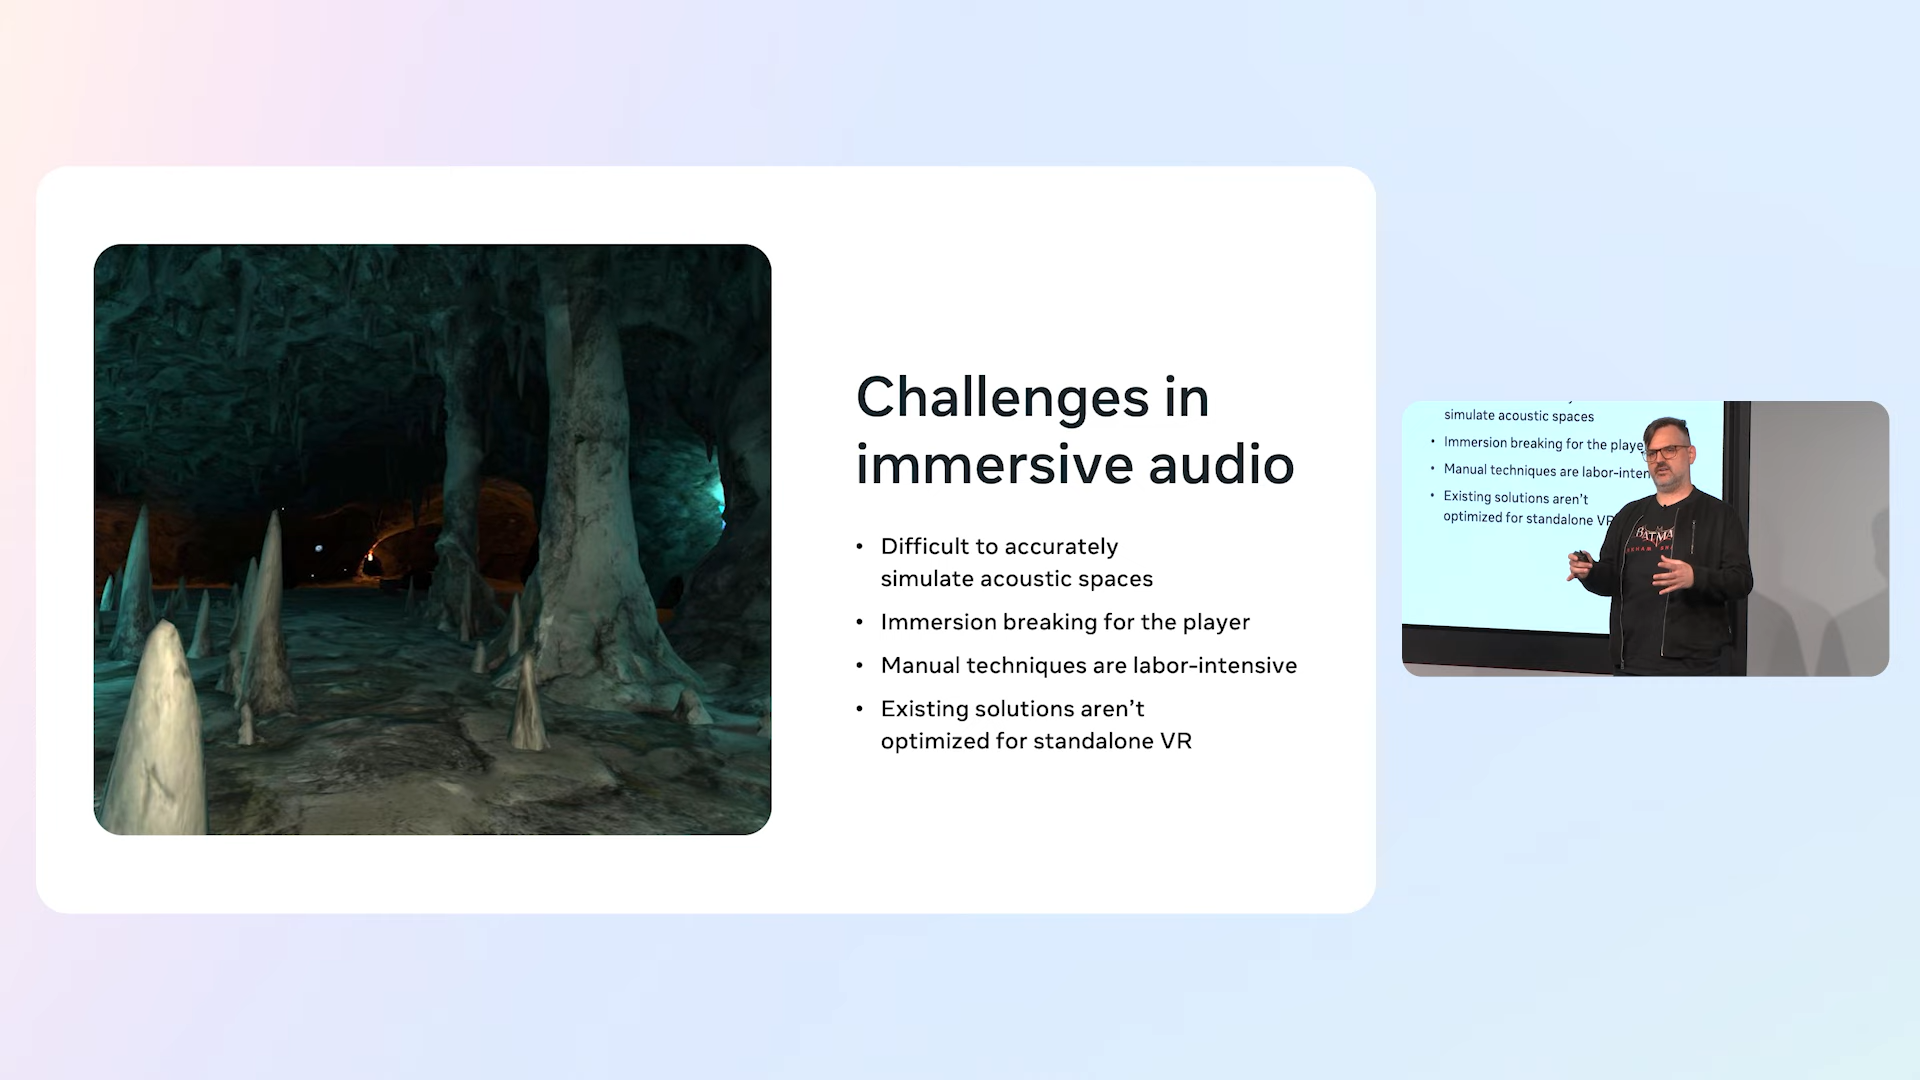 Challenges in
immersive audio
• Difficult to accurately
simulate acoustic spaces
• Immersion breaking for the player
• Manual techniques are labor-intensive
• Existing solutions aren't
optimized for standalone VR
simulate acoustic spaces
• Immersion breaking for the playe
• Manual techniques are labor-inten
• Existing solutions aren't
optimized for standalone VR
BATMA